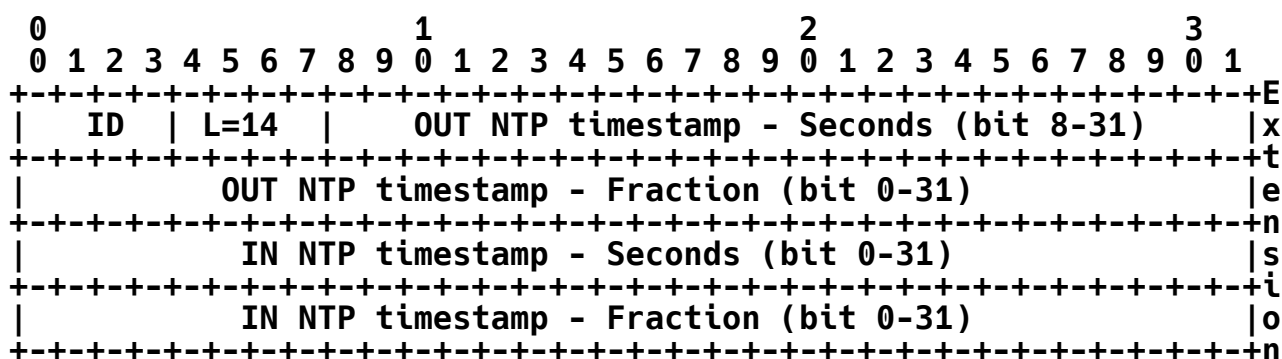 0                   1                   2                   3
 0 1 2 3 4 5 6 7 8 9 0 1 2 3 4 5 6 7 8 9 0 1 2 3 4 5 6 7 8 9 0 1
+-+-+-+-+-+-+-+-+-+-+-+-+-+-+-+-+-+-+-+-+-+-+-+-+-+-+-+-+-+-+-+-+E
|   ID  | L=14  |    OUT NTP timestamp - Seconds (bit 8-31)     |x
+-+-+-+-+-+-+-+-+-+-+-+-+-+-+-+-+-+-+-+-+-+-+-+-+-+-+-+-+-+-+-+-+t
|          OUT NTP timestamp - Fraction (bit 0-31)              |e
+-+-+-+-+-+-+-+-+-+-+-+-+-+-+-+-+-+-+-+-+-+-+-+-+-+-+-+-+-+-+-+-+n
|           IN NTP timestamp - Seconds (bit 0-31)               |s
+-+-+-+-+-+-+-+-+-+-+-+-+-+-+-+-+-+-+-+-+-+-+-+-+-+-+-+-+-+-+-+-+i
|           IN NTP timestamp - Fraction (bit 0-31)              |o
+-+-+-+-+-+-+-+-+-+-+-+-+-+-+-+-+-+-+-+-+-+-+-+-+-+-+-+-+-+-+-+-+n